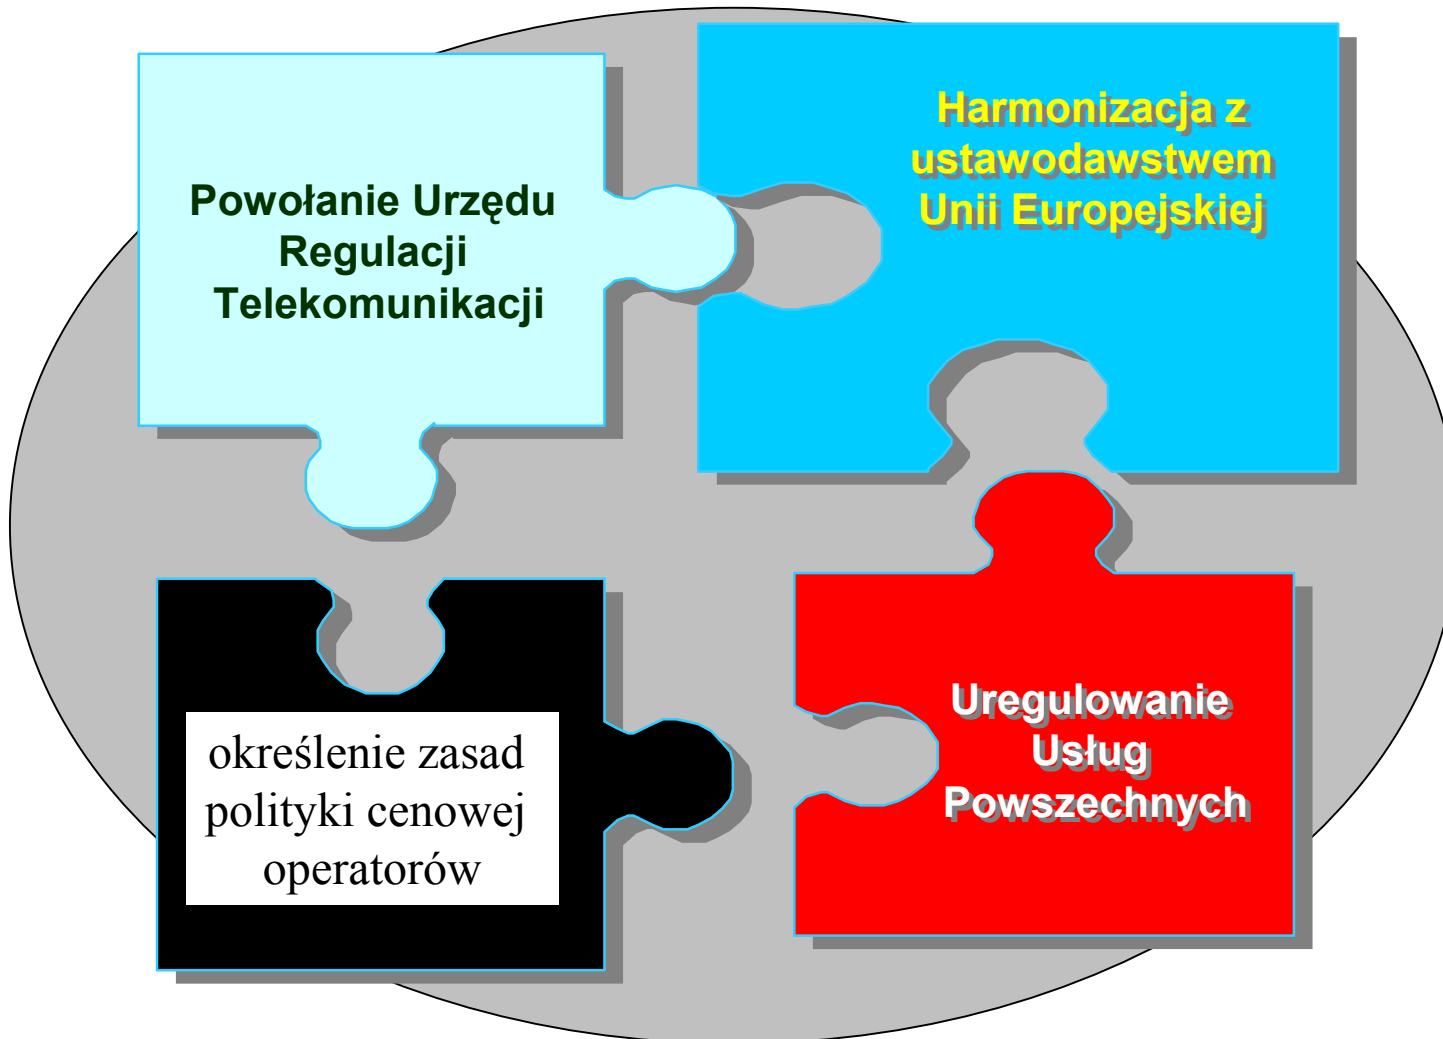 Powołanie Urzędu
Regulacji
Telekomunikacji
Harmonizacja z
ustawodawstwem
Unii Europejskiej
określenie zasad
polityki cenowej
operatorów
Uregulowanie
Usług
Powszechnych